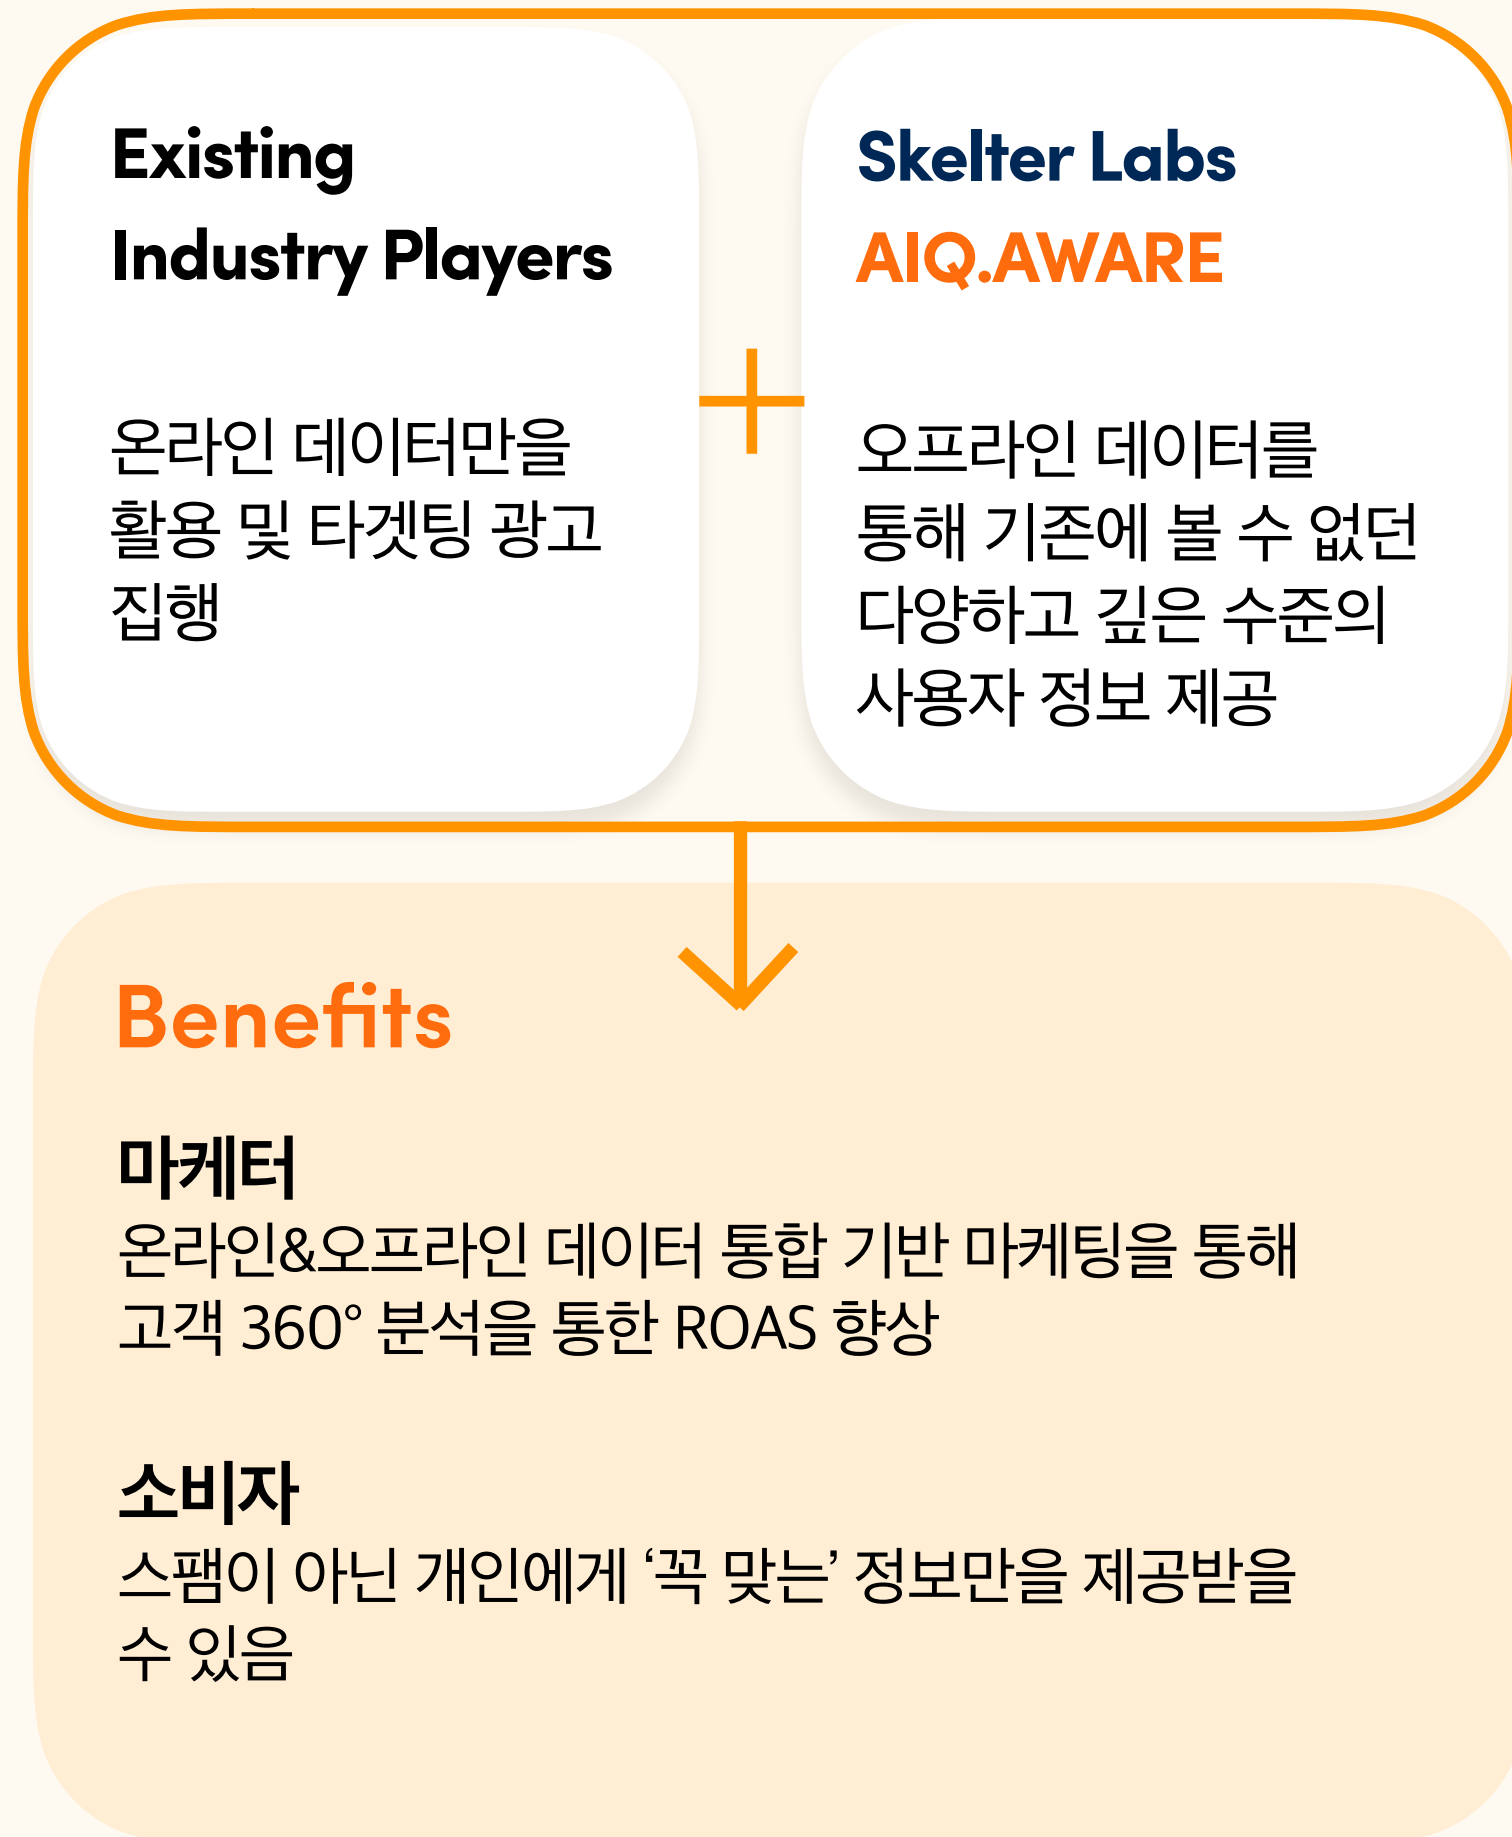 Existing
Industry Players
온라인 데이터만을
활용 및 타겟팅 광고
집행
Skelter Labs
AIQ.AWARE
오프라인 데이터를
통해 기존에 볼 수 없던
다양하고 깊은 수준의
사용자 정보 제공
Benefits
마케터
온라인&오프라인 데이터 통합 기반 마케팅을 통해
고객 360° 분석을 통한 ROAS 향상
소비자
스팸이 아닌 개인에게 ‘꼭 맞는’ 정보만을 제공받을
수 있음